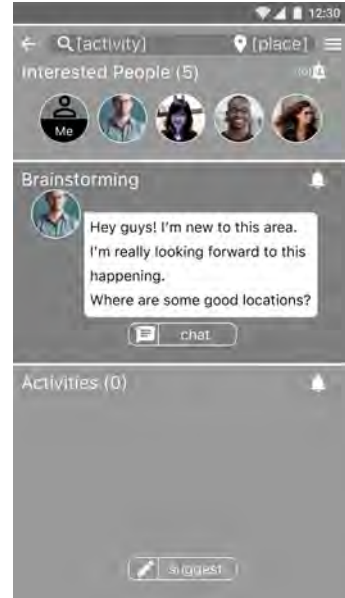 12:30
[activity] [place]
Interested People (5)
Me
Brainstorming
Hey guys! I'm new to this area.
I'm really looking forward to this
happening.
Where are some good locations?
chat
Activities (0)
suggest